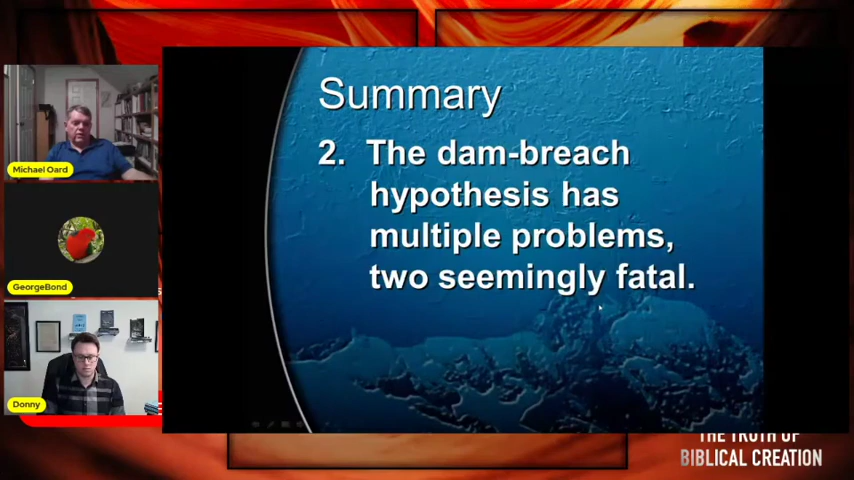 Summary
2. The dam-breach
hypothesis has
multiple problems,
two seemingly fatal.
Michael Oard
GeorgeBond
Donny
THE TRUTH OF
BIBLICAL CREATION